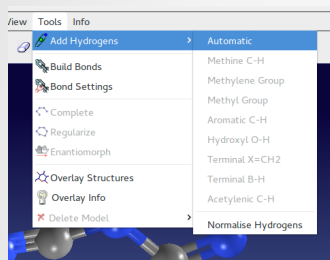 View Tools Info
Add Hydrogens
Build Bonds
Bond Settings
Complete
Regularize
Enantiomorph
Overlay Structures
Overlay Info
Delete Model
Automatic
Methine C-H
Methylene Group
Methyl Group
Aromatic C-H
Hydroxyl O-H
Terminal X=CH2
Terminal B-H
Acetylenic C-H
Normalise Hydrogens